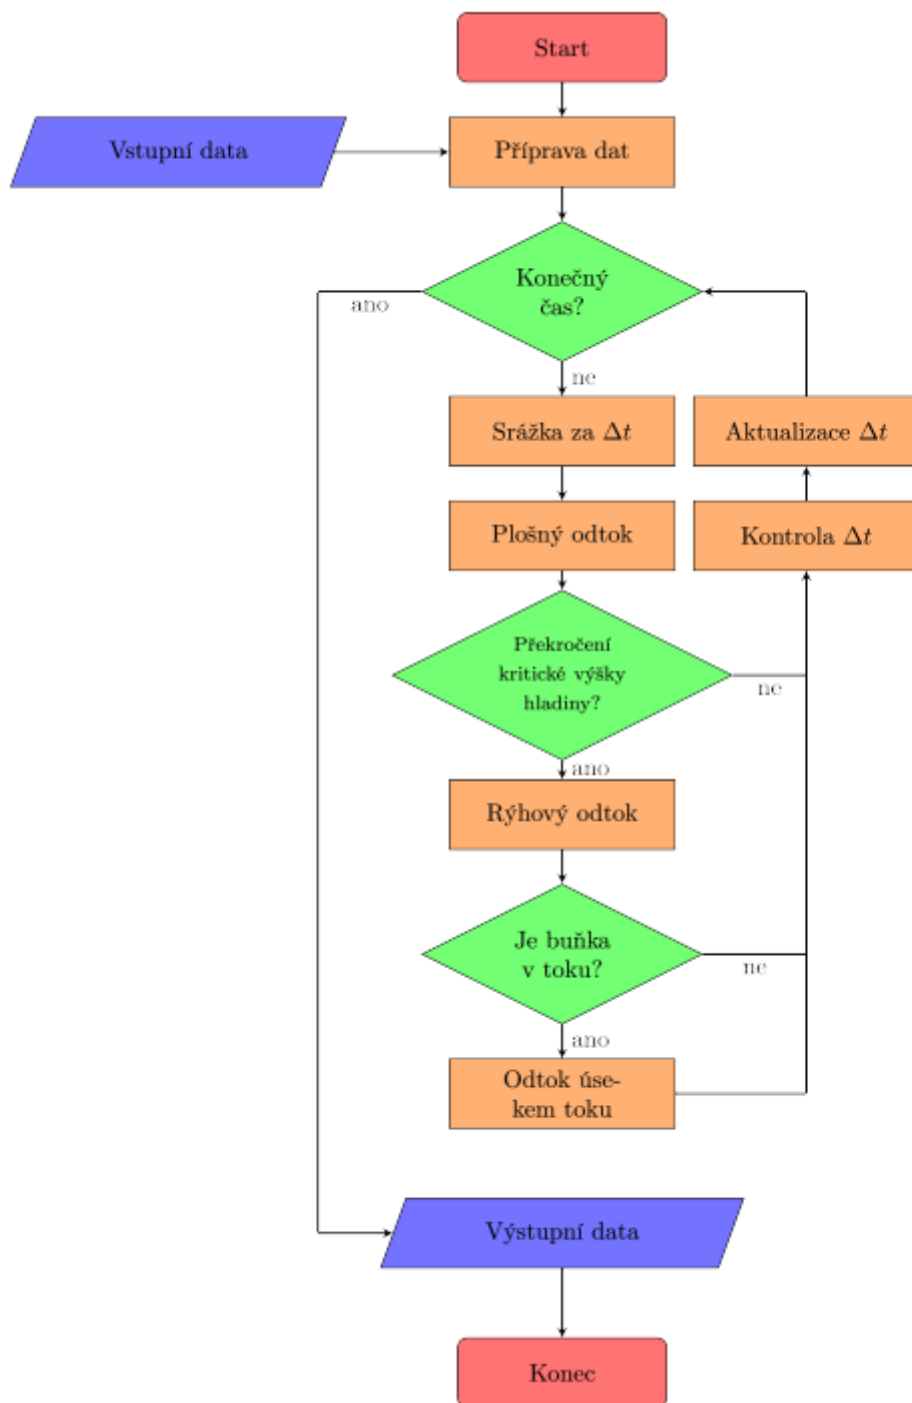 Start
Vstupní data
Příprava dat
Konečný
čas?
ano
ne
Srážka za Δt
Aktualizace Δt
Plošný odtok
Kontrola Δt
Překročení
kritické výšky
hladiny?
ne
ano
Rýhový odtok
Je buňka
v toku?
ne
ano
Odtok úse-
kem toku
Výstupní data
Konec